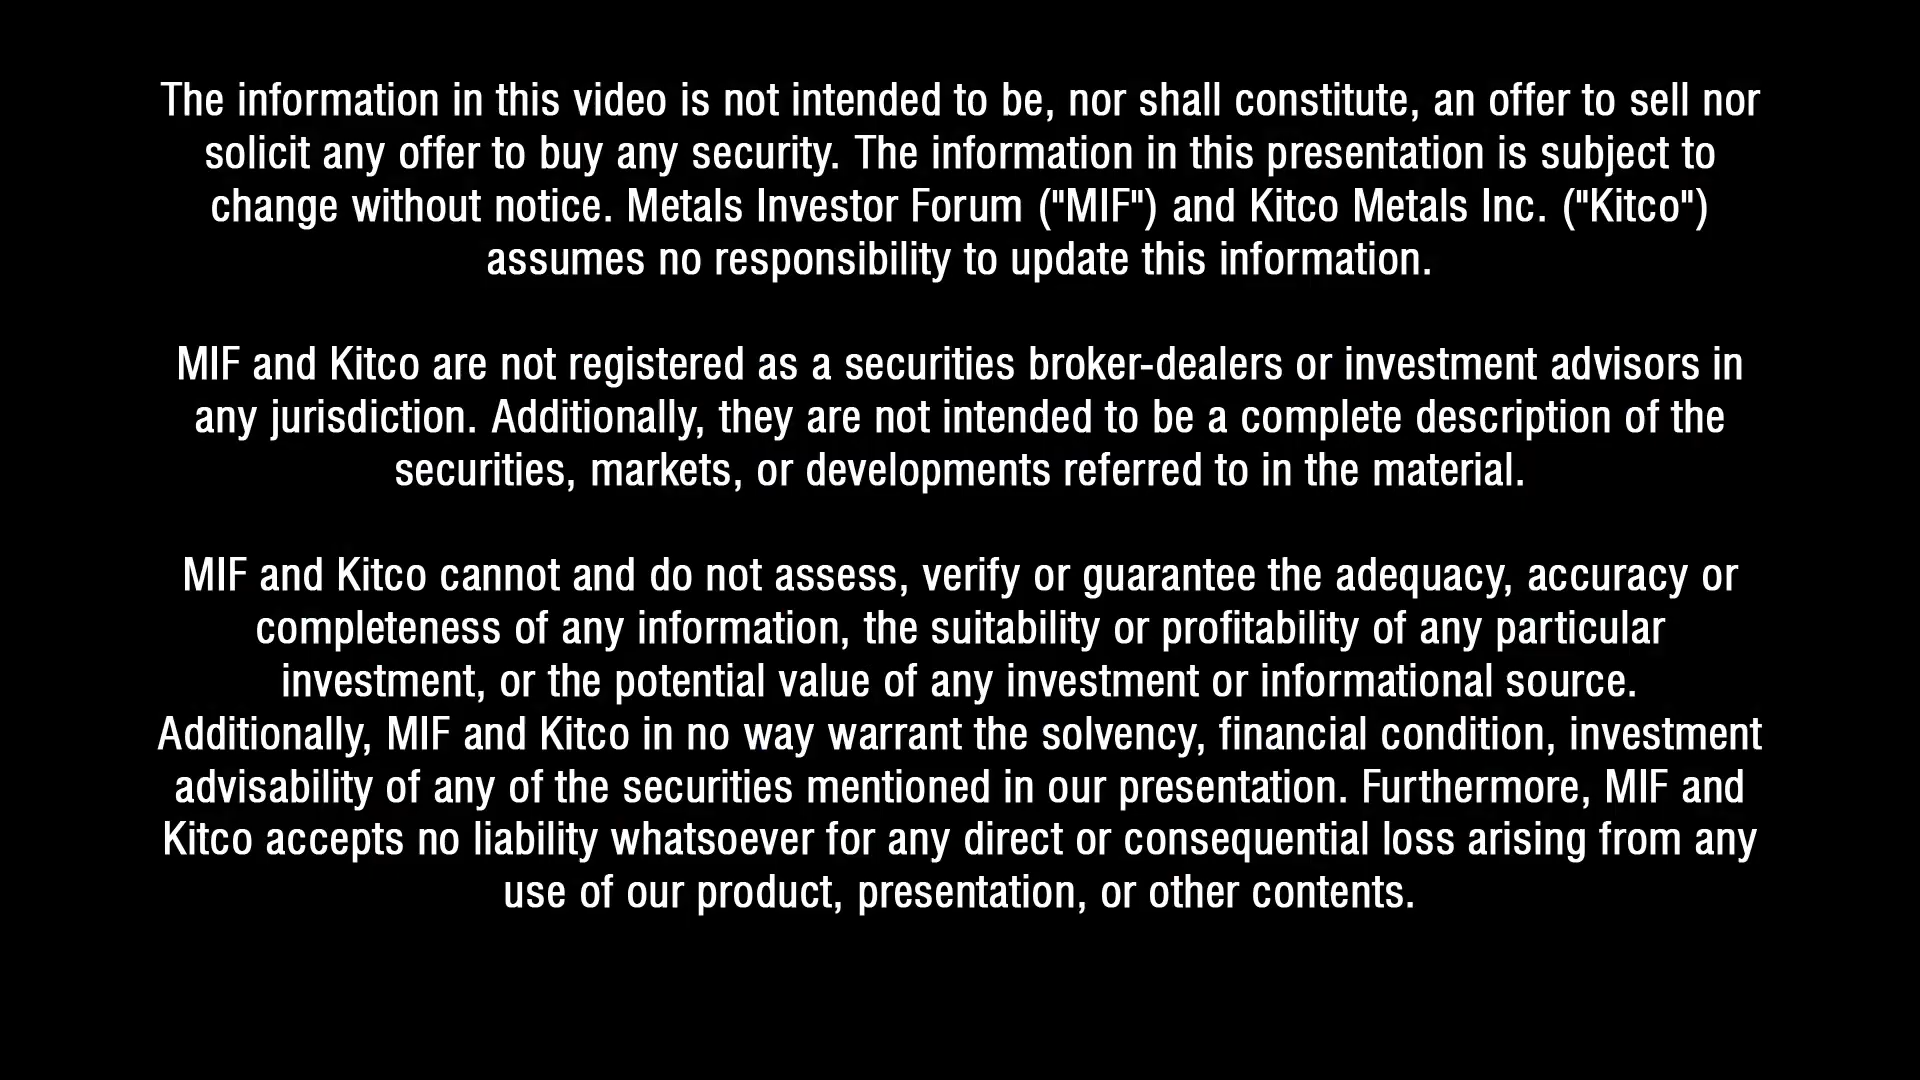 The information in this video is not intended to be, nor shall constitute, an offer to sell nor
solicit any offer to buy any security. The information in this presentation is subject to
change without notice. Metals Investor Forum ("MIF") and Kitco Metals Inc. ("Kitco")
assumes no responsibility to update this information.
MIF and Kitco are not registered as a securities broker-dealers or investment advisors in
any jurisdiction. Additionally, they are not intended to be a complete description of the
securities, markets, or developments referred to in the material.
MIF and Kitco cannot and do not assess, verify or guarantee the adequacy, accuracy or
completeness of any information, the suitability or profitability of any particular
investment, or the potential value of any investment or informational source.
Additionally, MIF and Kitco in no way warrant the solvency, financial condition, investment
advisability of any of the securities mentioned in our presentation. Furthermore, MIF and
Kitco accepts no liability whatsoever for any direct or consequential loss arising from any
use of our product, presentation, or other contents.